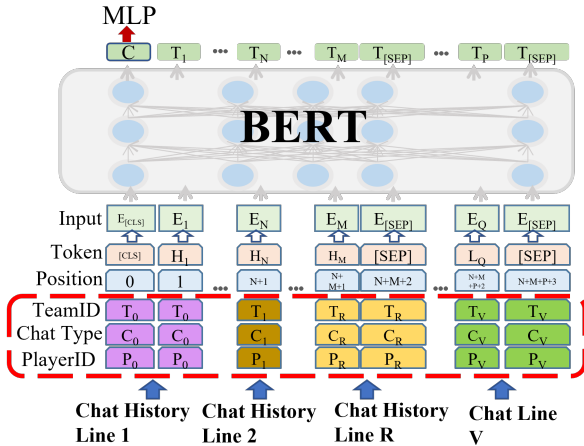 MLP
C T1 ... TN ... TM T[SEP] ... TP T[SEP]
BERT
Input E[CLS] E1 EN EM E[SEP] EQ E[SEP]
Token [CLS] H1 HN HM [SEP] LQ [SEP]
Position 0 1 ... N+1 ... N+M+1 N+M+2 ... N+M+P+2 N+M+P+3
TeamID T0 T0 T1 TR TR TV TV
Chat Type C0 C0 C1 CR CR CV CV
PlayerID P0 P0 P1 PR PR PV PV
Chat History Line 1
Chat History Line 2
Chat History Line R
Chat Line V